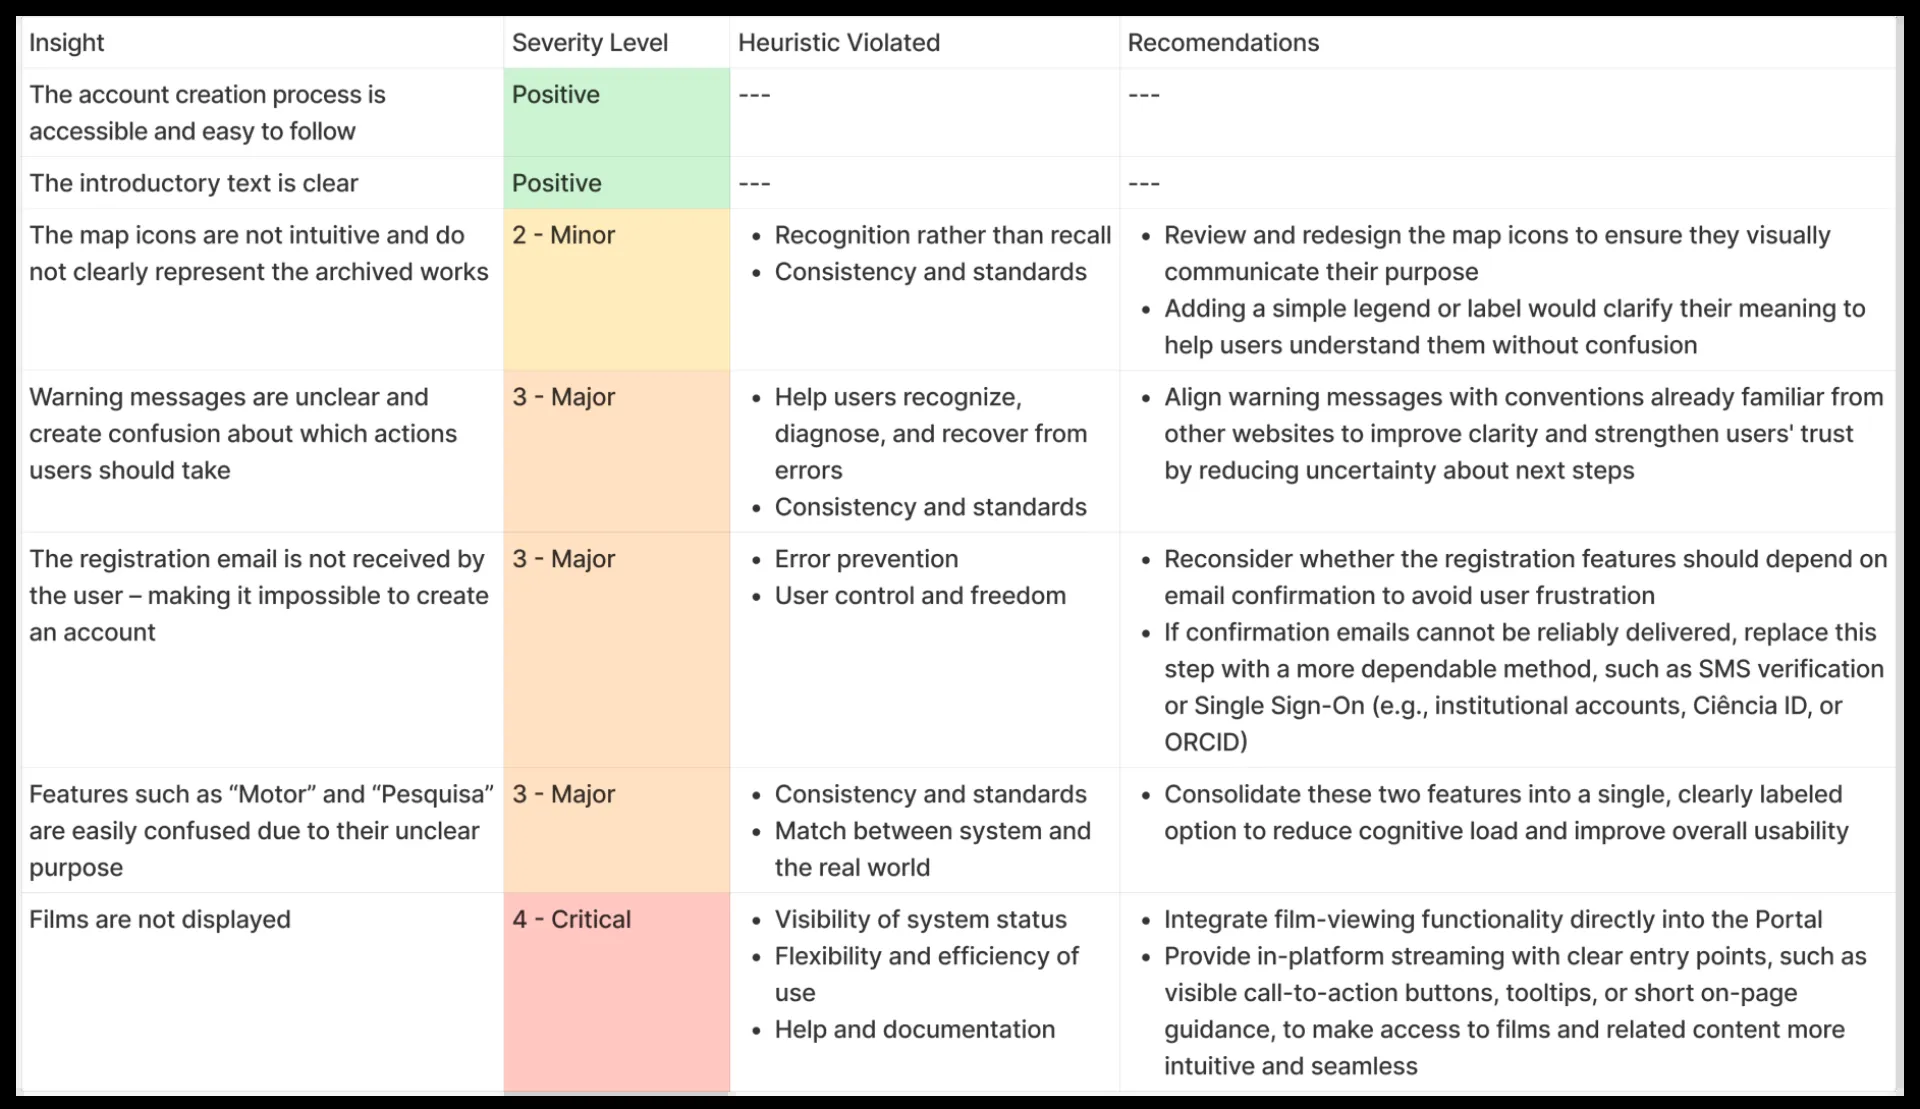 Insight
Severity Level
Heuristic Violated
Recomendations
The account creation process is
accessible and easy to follow
Positive
---
---
The introductory text is clear
Positive
---
---
The map icons are not intuitive and do
not clearly represent the archived works
2 - Minor
• Recognition rather than recall
• Consistency and standards
• Review and redesign the map icons to ensure they visually
communicate their purpose
• Adding a simple legend or label would clarify their meaning to
help users understand them without confusion
Warning messages are unclear and
create confusion about which actions
users should take
3 - Major
• Help users recognize,
diagnose, and recover from
errors
• Consistency and standards
• Align warning messages with conventions already familiar from
other websites to improve clarity and strengthen users' trust
by reducing uncertainty about next steps
The registration email is not received by
the user – making it impossible to create
an account
3 - Major
• Error prevention
• User control and freedom
• Reconsider whether the registration features should depend on
email confirmation to avoid user frustration
• If confirmation emails cannot be reliably delivered, replace this
step with a more dependable method, such as SMS verification
or Single Sign-On (e.g., institutional accounts, Ciência ID, or
ORCID)
Features such as “Motor” and “Pesquisa”
are easily confused due to their unclear
purpose
3 - Major
• Consistency and standards
• Match between system and
the real world
• Consolidate these two features into a single, clearly labeled
option to reduce cognitive load and improve overall usability
Films are not displayed
4 - Critical
• Visibility of system status
• Flexibility and efficiency of
use
• Help and documentation
• Integrate film-viewing functionality directly into the Portal
• Provide in-platform streaming with clear entry points, such as
visible call-to-action buttons, tooltips, or short on-page
guidance, to make access to films and related content more
intuitive and seamless